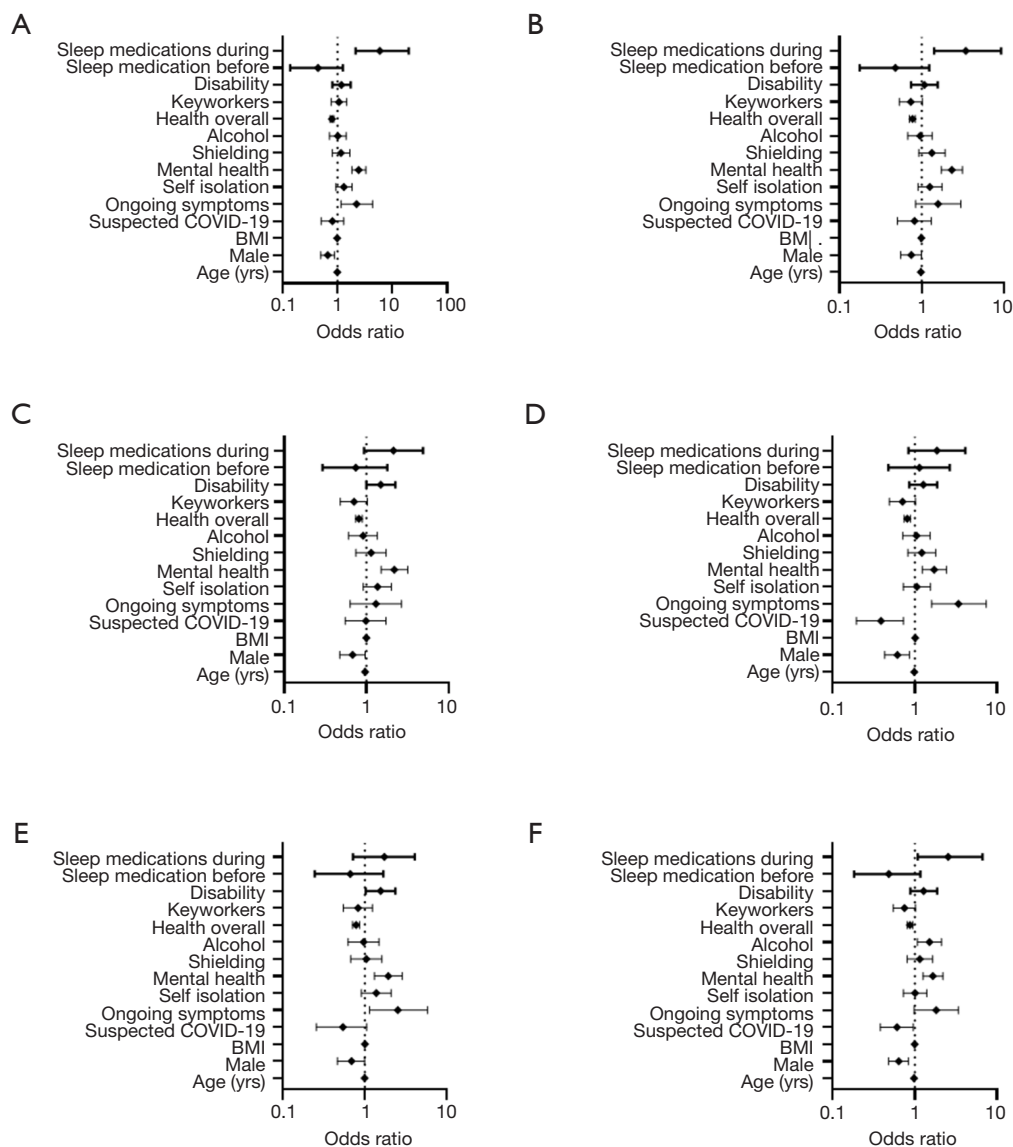 A
Sleep medications during
Sleep medication before
Disability
Keyworkers
Health overall
Alcohol
Shielding
Mental health
Self isolation
Ongoing symptoms
Suspected COVID-19
BMI
Male
Age (yrs)
0.1 1 10 100
Odds ratio
B
Sleep medications during
Sleep medication before
Disability
Keyworkers
Health overall
Alcohol
Shielding
Mental health
Self isolation
Ongoing symptoms
Suspected COVID-19
BMI .
Male
Age (yrs)
0.1 1 10
Odds ratio
C
Sleep medications during
Sleep medication before
Disability
Keyworkers
Health overall
Alcohol
Shielding
Mental health
Self isolation
Ongoing symptoms
Suspected COVID-19
BMI
Male
Age (yrs)
0.1 1 10
Odds ratio
D
Sleep medications during
Sleep medication before
Disability
Keyworkers
Health overall
Alcohol
Shielding
Mental health
Self isolation
Ongoing symptoms
Suspected COVID-19
BMI
Male
Age (yrs)
0.1 1 10
Odds ratio
E
Sleep medications during
Sleep medication before
Disability
Keyworkers
Health overall
Alcohol
Shielding
Mental health
Self isolation
Ongoing symptoms
Suspected COVID-19
BMI
Male
Age (yrs)
0.1 1 10
Odds ratio
F
Sleep medications during
Sleep medication before
Disability
Keyworkers
Health overall
Alcohol
Shielding
Mental health
Self isolation
Ongoing symptoms
Suspected COVID-19
BMI
Male
Age (yrs)
0.1 1 10
Odds ratio